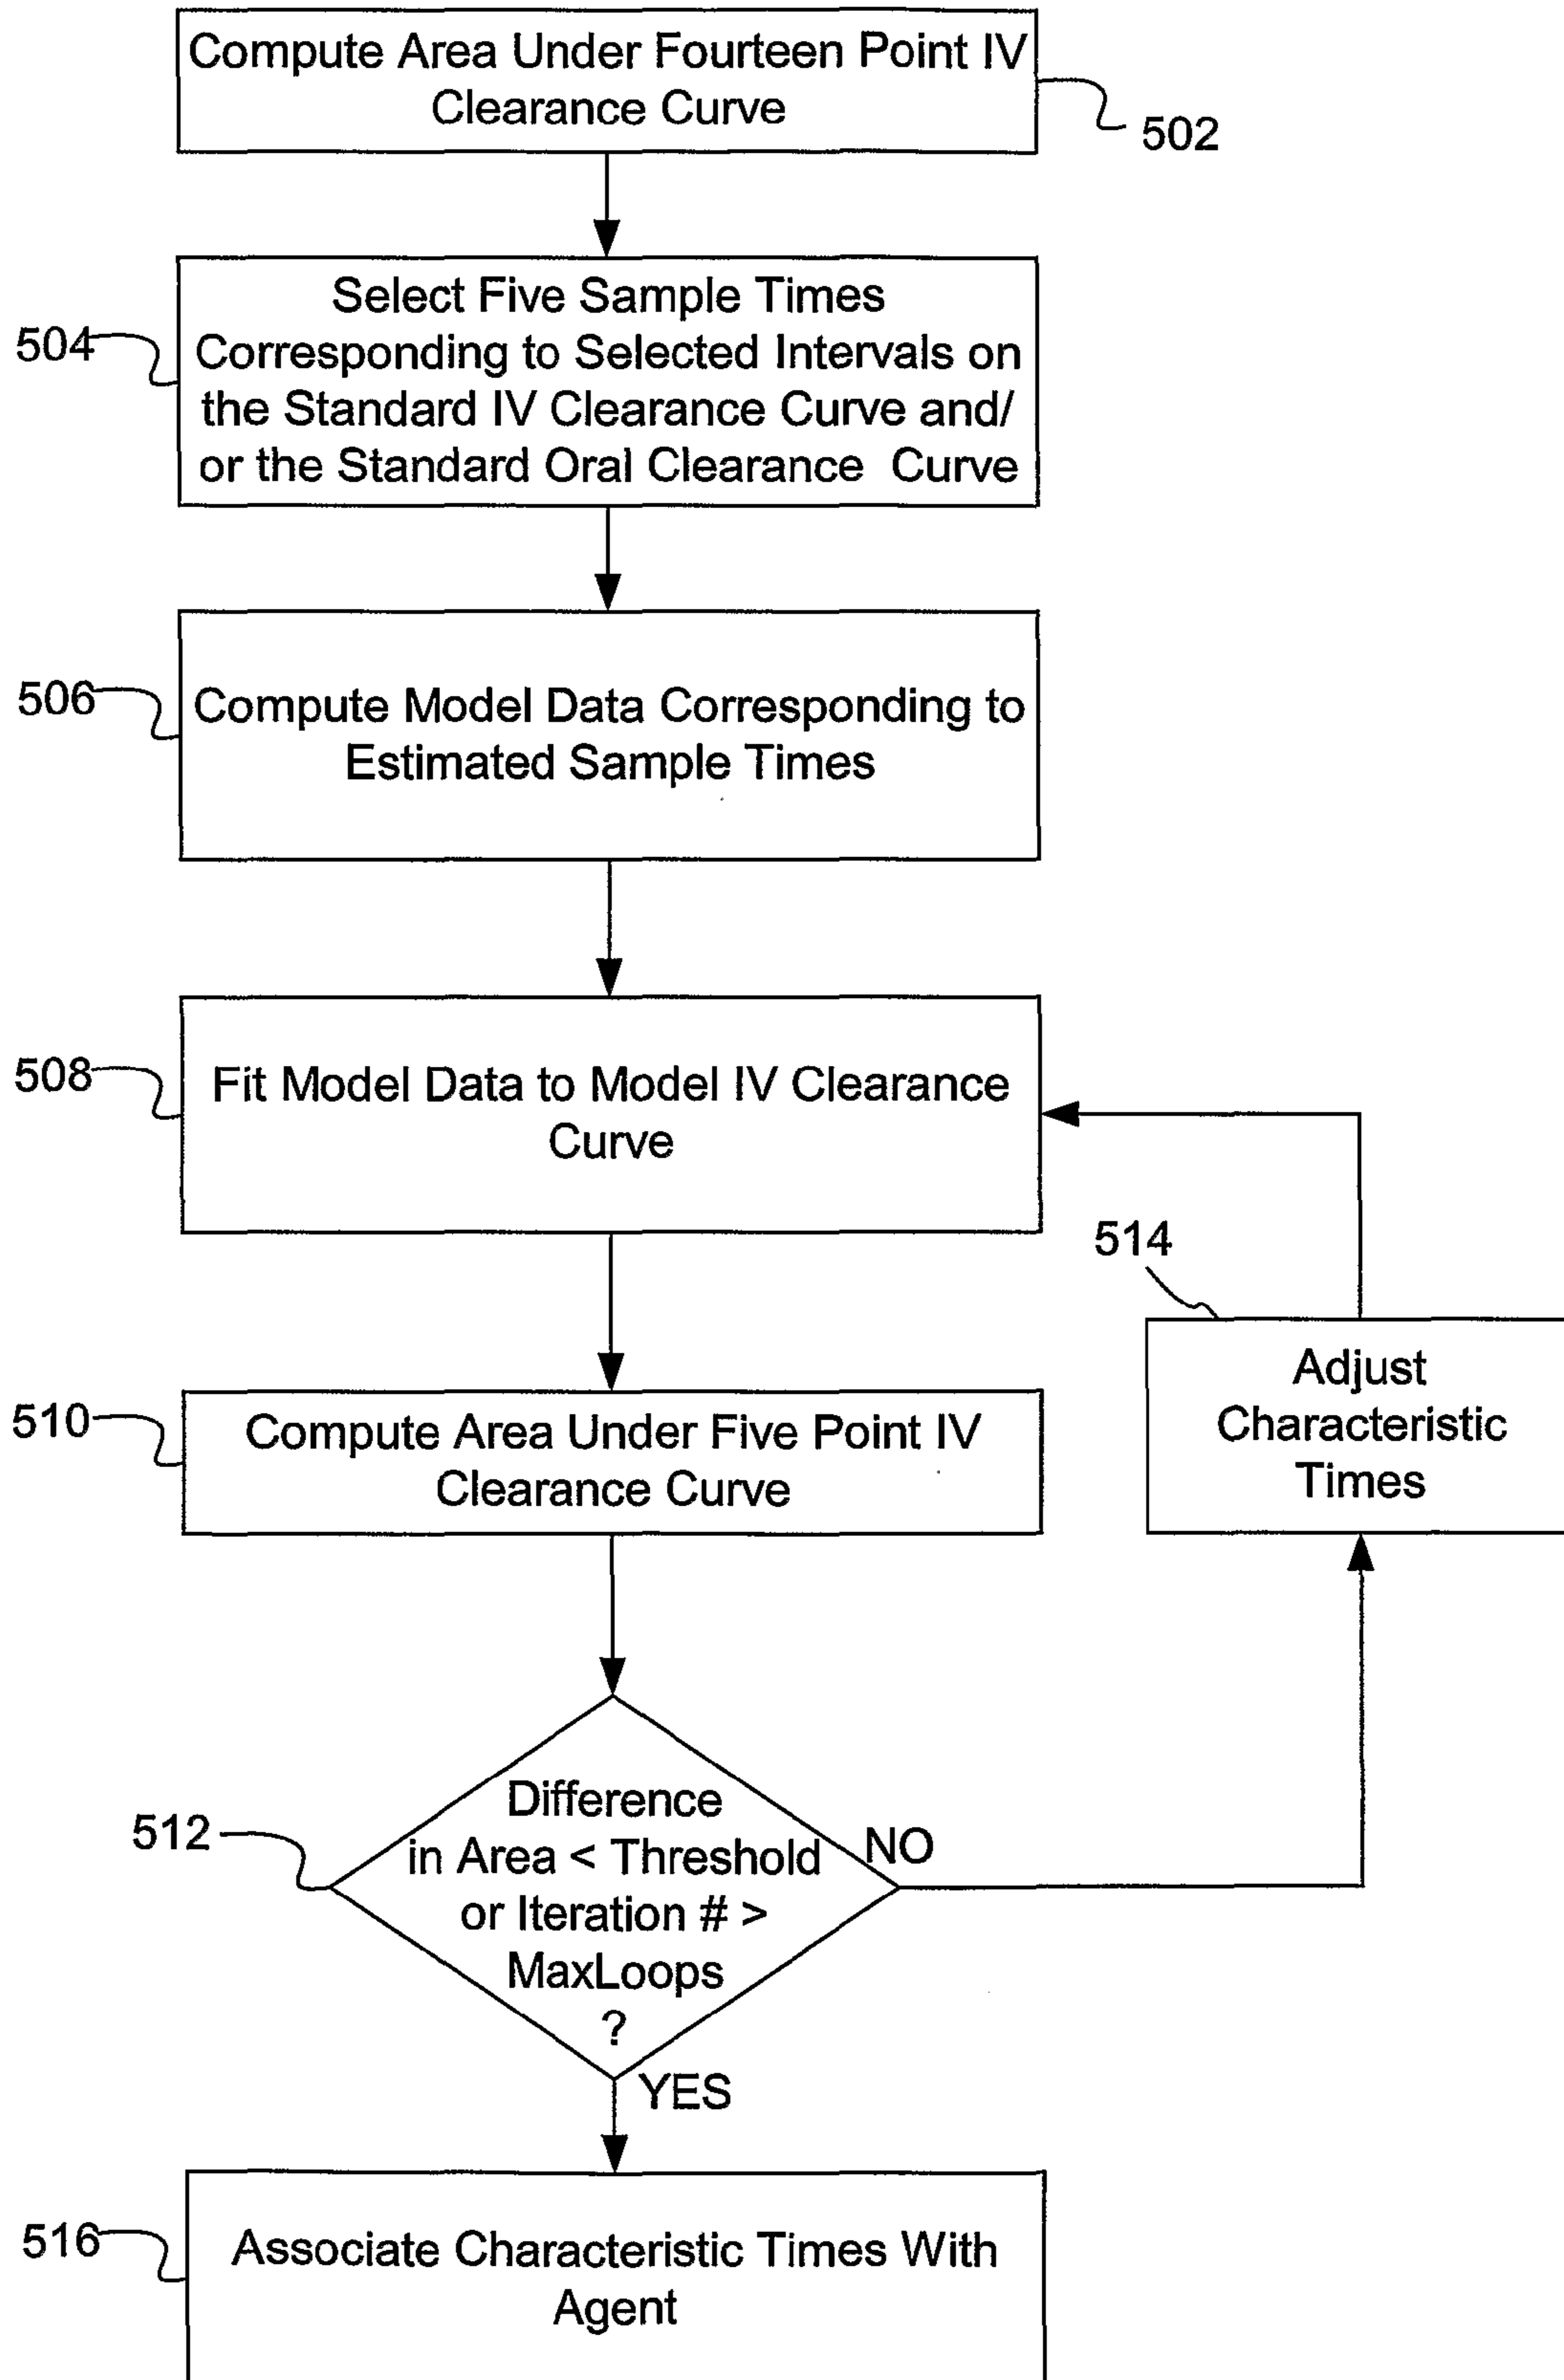 Compute Area Under Fourteen Point IV
Clearance Curve
502
Select Five Sample Times
Corresponding to Selected Intervals on
the Standard IV Clearance Curve and/
or the Standard Oral Clearance Curve
504
506
Compute Model Data Corresponding to
Estimated Sample Times
508
Fit Model Data to Model IV Clearance
Curve
514
Adjust
Characteristic
Times
510
Compute Area Under Five Point IV
Clearance Curve
512
Difference
in Area < Threshold
or Iteration # >
MaxLoops
?
NO
YES
516
Associate Characteristic Times With
Agent